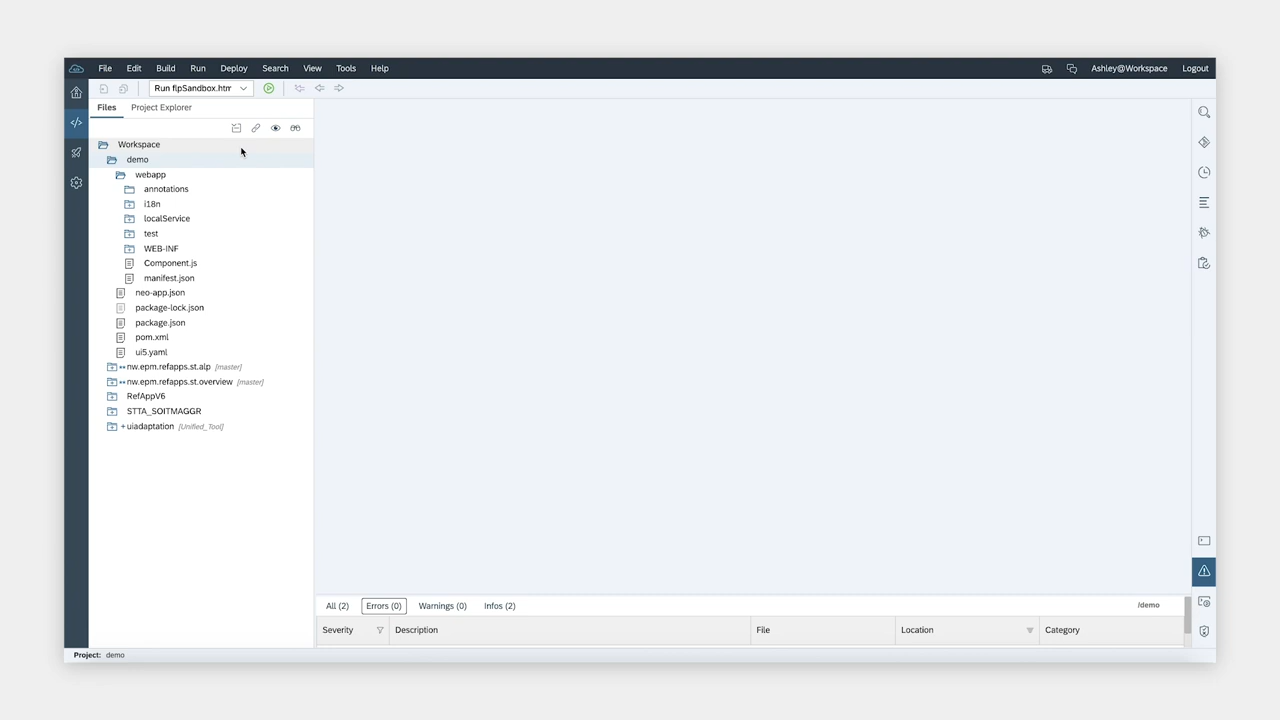 File Edit Build Run Deploy Search View Tools Help Ashley@Workspace Logout
Run flpSandbox.htm
Files Project Explorer
Workspace
demo
webapp
annotations
i18n
localService
test
WEB-INF
Component.js
manifest.json
neo-app.json
package-lock.json
package.json
pom.xml
ui5.yaml
nw.epm.refapps.st.alp [master]
nw.epm.refapps.st.overview [master]
RefAppV6
STTA_SOITMAGGR
+ uiadaptation [Unified_Tool]
All (2) Errors (0) Warnings (0) Infos (2) /demo
Severity Description File Location Category
Project: demo